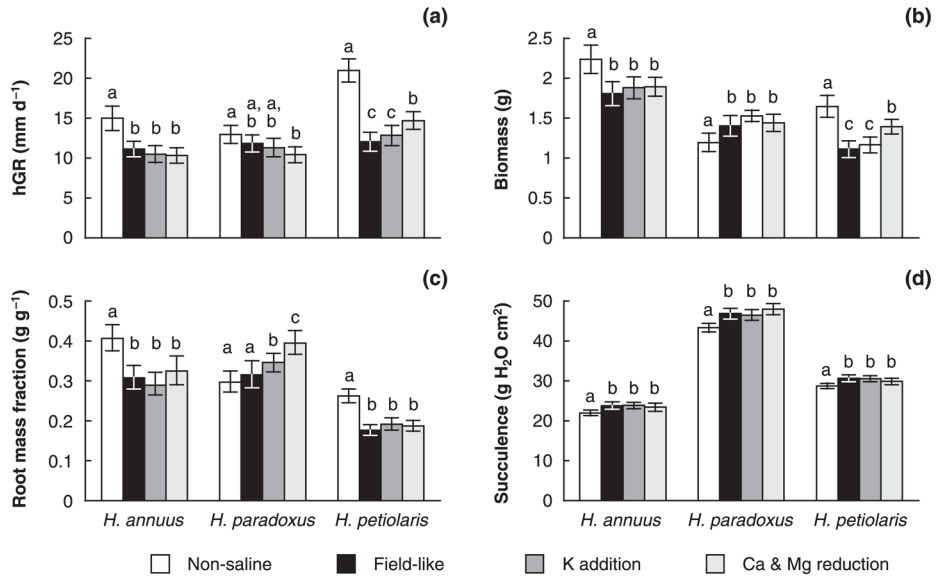 (a)
hGR (mm d⁻¹)
25
20
15
10
5
0
a
b b b
a
a, a,
b b
b
a
c c
b
(b)
Biomass (g)
2.5
2
1.5
1
0.5
0
a
b b b
a
b b b
a
c c
b
(c)
Root mass fraction (g g⁻¹)
0.5
0.4
0.3
0.2
0.1
0
a
b b b
a a
b
c
a
b b b
H. annuus H. paradoxus H. petiolaris
(d)
Succulence (g H₂O cm²)
50
40
30
20
10
0
a
b b b
a
b b b
a
b b b
H. annuus H. paradoxus H. petiolaris
Non-saline Field-like K addition Ca & Mg reduction